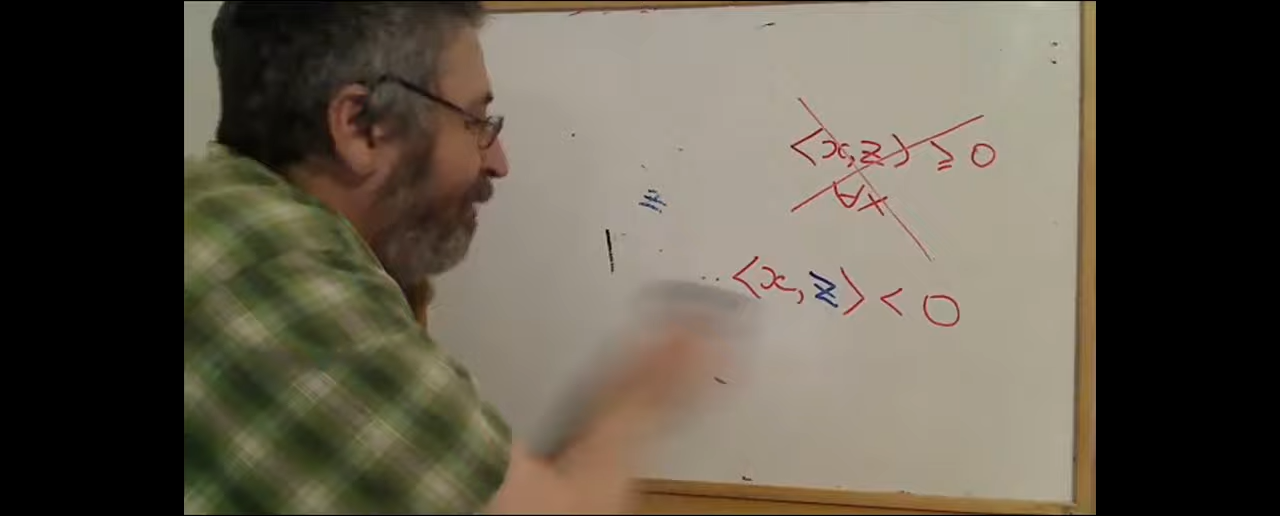 <x, z> ≥ 0
∀x
z
<x, z> < 0